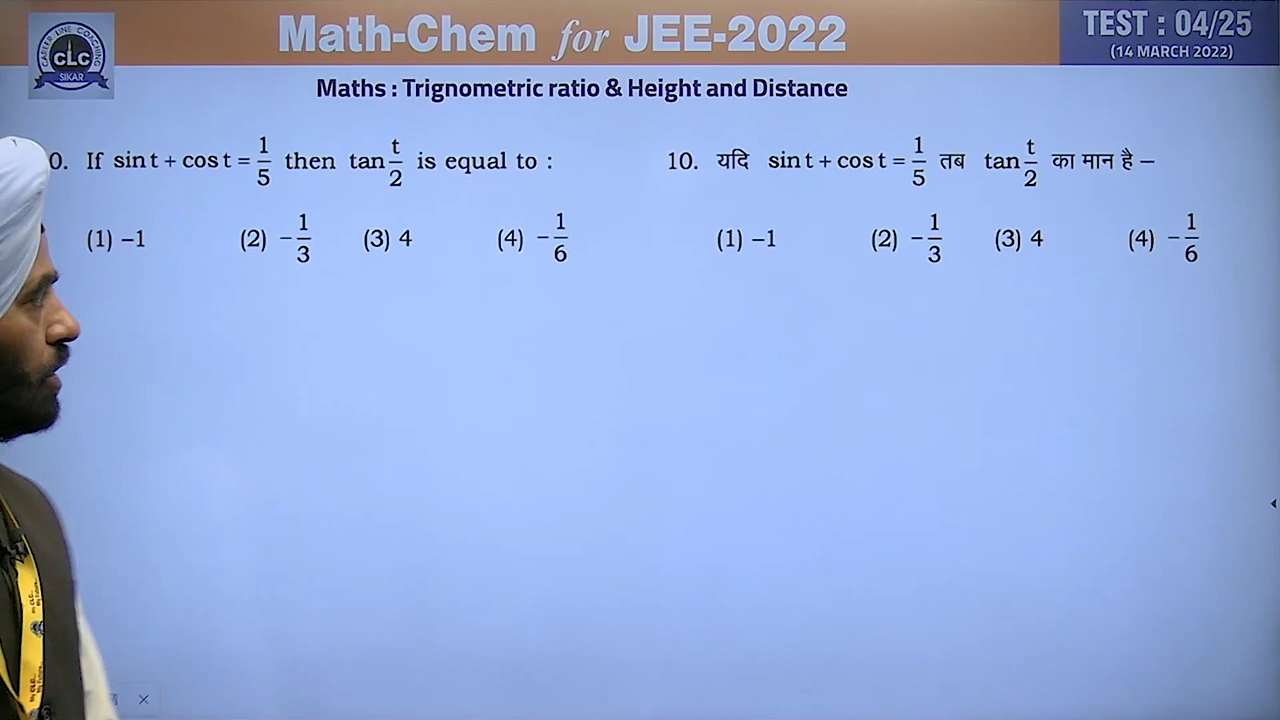 Math-Chem for JEE-2022
TEST : 04/25
(14 MARCH 2022)
CAREER LINE COACHING
CLC
SIKAR
Maths : Trignometric ratio & Height and Distance
0. If sin t + cos t = 1/5 then tan t/2 is equal to :
(1) –1 (2) –1/3 (3) 4 (4) –1/6
10. यदि sin t + cos t = 1/5 तब tan t/2 का मान है –
(1) –1 (2) –1/3 (3) 4 (4) –1/6